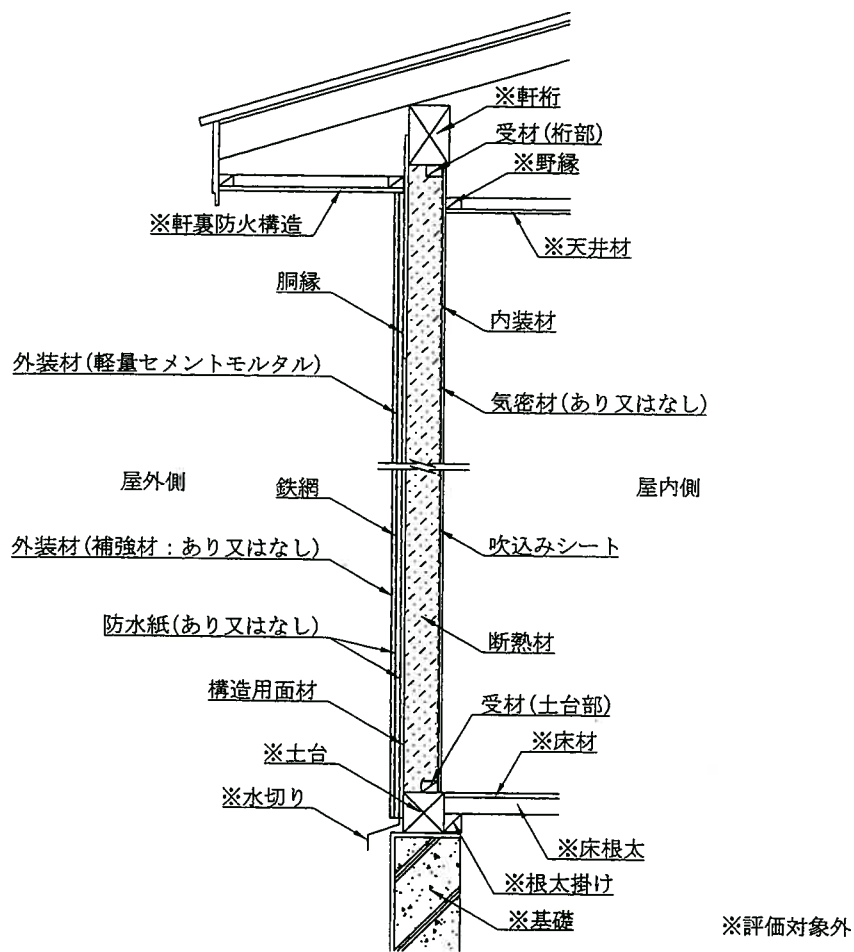 ※軒桁
受材(桁部)
※野縁
※軒裏防火構造
※天井材
胴縁
内装材
外装材(軽量セメントモルタル)
気密材(あり又はなし)
屋外側
鉄網
屋内側
外装材(補強材:あり又はなし)
吹込みシート
防水紙(あり又はなし)
断熱材
構造用面材
受材(土台部)
※土台
※床材
※水切り
※床根太
※根太掛け
※基礎
※評価対象外